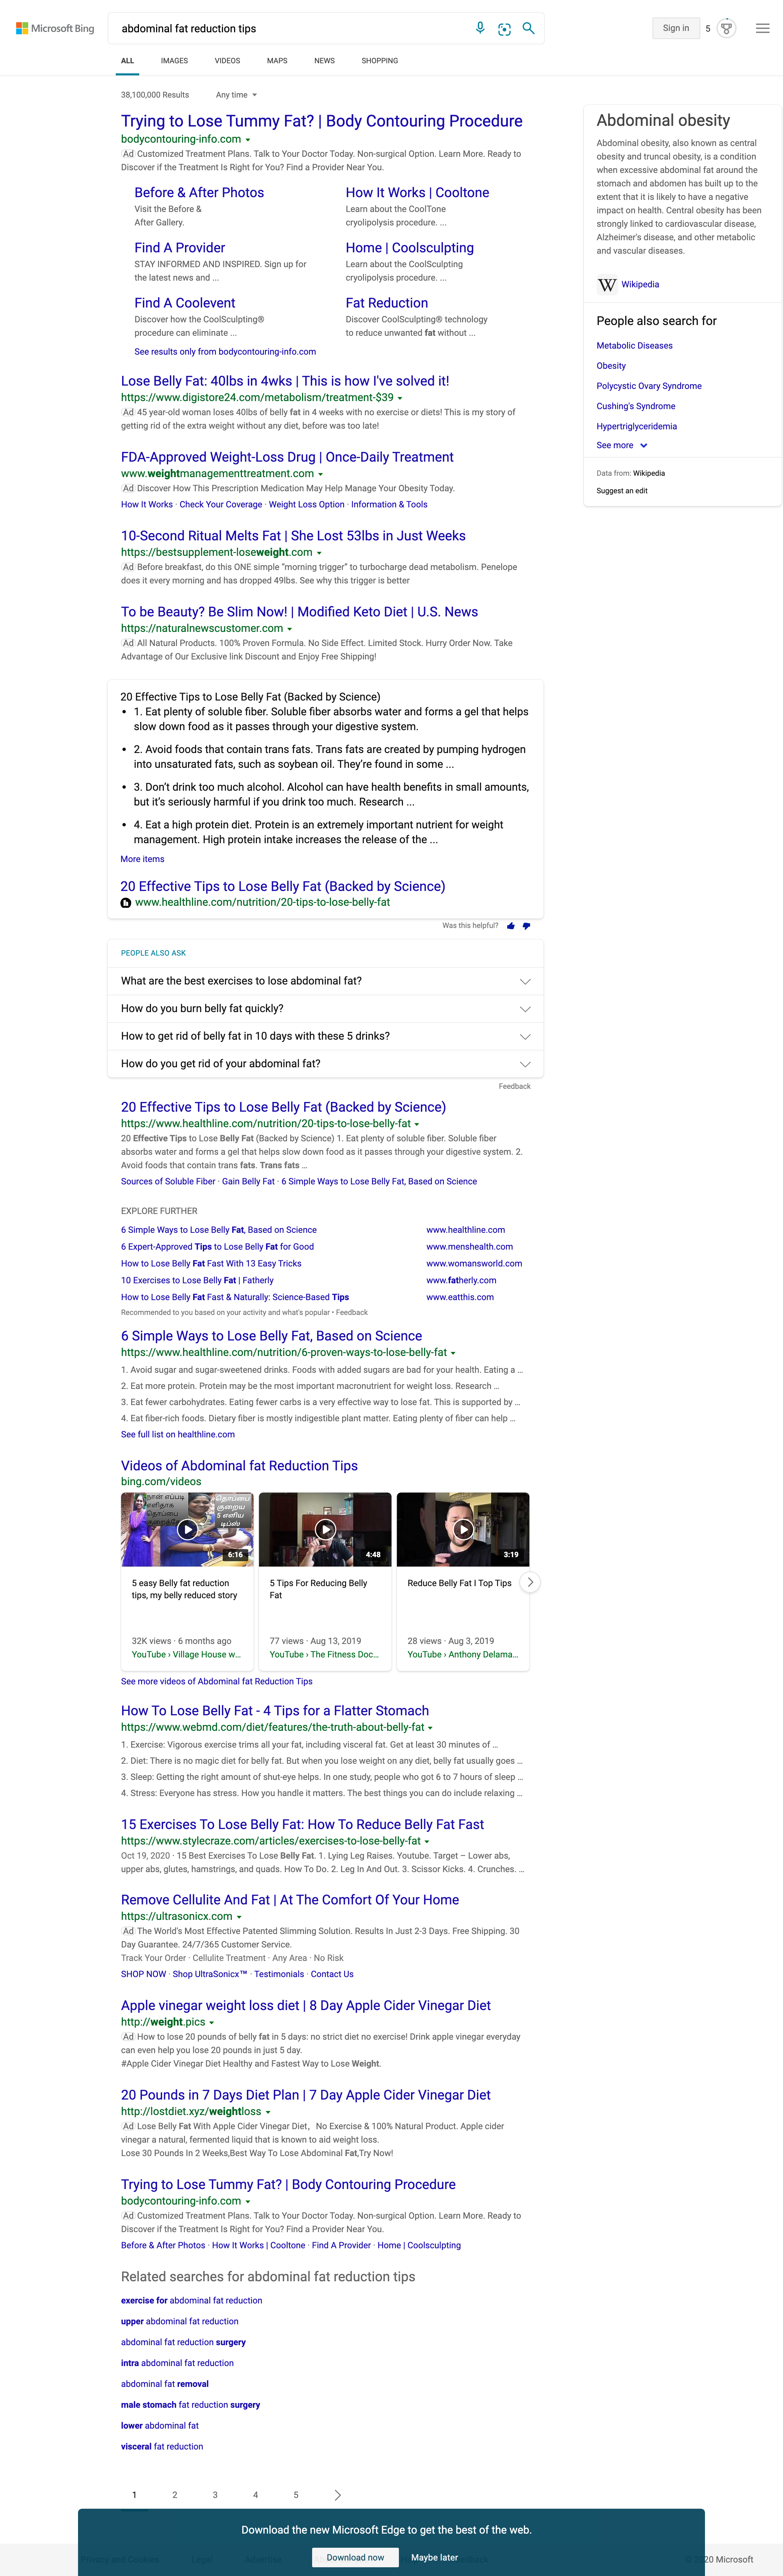 Microsoft Bing
abdominal fat reduction tips
Sign in
5
ALL
IMAGES
VIDEOS
MAPS
NEWS
SHOPPING
38,100,000 Results
Any time
Trying to Lose Tummy Fat? | Body Contouring Procedure
bodycontouring-info.com
Ad Customized Treatment Plans. Talk to Your Doctor Today. Non-surgical Option. Learn More. Ready to
Discover if the Treatment Is Right for You? Find a Provider Near You.
Before & After Photos
Visit the Before &
After Gallery.
How It Works | Cooltone
Learn about the CoolTone
cryolipolysis procedure. ...
Find A Provider
STAY INFORMED AND INSPIRED. Sign up for
the latest news and ...
Home | Coolsculpting
Learn about the CoolSculpting
cryolipolysis procedure. ...
Find A Coolevent
Discover how the CoolSculpting®
procedure can eliminate ...
Fat Reduction
Discover CoolSculpting® technology
to reduce unwanted fat without ...
See results only from bodycontouring-info.com
Lose Belly Fat: 40lbs in 4wks | This is how I've solved it!
https://www.digistore24.com/metabolism/treatment-$39
Ad 45 year-old woman loses 40lbs of belly fat in 4 weeks with no exercise or diets! This is my story of
getting rid of the extra weight without any diet, before was too late!
FDA-Approved Weight-Loss Drug | Once-Daily Treatment
www.weightmanagementtreatment.com
Ad Discover How This Prescription Medication May Help Manage Your Obesity Today.
How It Works · Check Your Coverage · Weight Loss Option · Information & Tools
10-Second Ritual Melts Fat | She Lost 53lbs in Just Weeks
https://bestsupplement-loseweight.com
Ad Before breakfast, do this ONE simple “morning trigger” to turbocharge dead metabolism. Penelope
does it every morning and has dropped 49lbs. See why this trigger is better
To be Beauty? Be Slim Now! | Modified Keto Diet | U.S. News
https://naturalnewscustomer.com
Ad All Natural Products. 100% Proven Formula. No Side Effect. Limited Stock. Hurry Order Now. Take
Advantage of Our Exclusive link Discount and Enjoy Free Shipping!
20 Effective Tips to Lose Belly Fat (Backed by Science)
• 1. Eat plenty of soluble fiber. Soluble fiber absorbs water and forms a gel that helps
slow down food as it passes through your digestive system.
• 2. Avoid foods that contain trans fats. Trans fats are created by pumping hydrogen
into unsaturated fats, such as soybean oil. They’re found in some ...
• 3. Don’t drink too much alcohol. Alcohol can have health benefits in small amounts,
but it’s seriously harmful if you drink too much. Research ...
• 4. Eat a high protein diet. Protein is an extremely important nutrient for weight
management. High protein intake increases the release of the ...
More items
20 Effective Tips to Lose Belly Fat (Backed by Science)
www.healthline.com/nutrition/20-tips-to-lose-belly-fat
Was this helpful?
PEOPLE ALSO ASK
What are the best exercises to lose abdominal fat?
How do you burn belly fat quickly?
How to get rid of belly fat in 10 days with these 5 drinks?
How do you get rid of your abdominal fat?
Feedback
20 Effective Tips to Lose Belly Fat (Backed by Science)
https://www.healthline.com/nutrition/20-tips-to-lose-belly-fat
20 Effective Tips to Lose Belly Fat (Backed by Science) 1. Eat plenty of soluble fiber. Soluble fiber
absorbs water and forms a gel that helps slow down food as it passes through your digestive system. 2.
Avoid foods that contain trans fats. Trans fats ...
Sources of Soluble Fiber · Gain Belly Fat · 6 Simple Ways to Lose Belly Fat, Based on Science
EXPLORE FURTHER
6 Simple Ways to Lose Belly Fat, Based on Science www.healthline.com
6 Expert-Approved Tips to Lose Belly Fat for Good www.menshealth.com
How to Lose Belly Fat Fast With 13 Easy Tricks www.womansworld.com
10 Exercises to Lose Belly Fat | Fatherly www.fatherly.com
How to Lose Belly Fat Fast & Naturally: Science-Based Tips www.eatthis.com
Recommended to you based on your activity and what's popular • Feedback
6 Simple Ways to Lose Belly Fat, Based on Science
https://www.healthline.com/nutrition/6-proven-ways-to-lose-belly-fat
1. Avoid sugar and sugar-sweetened drinks. Foods with added sugars are bad for your health. Eating a ...
2. Eat more protein. Protein may be the most important macronutrient for weight loss. Research ...
3. Eat fewer carbohydrates. Eating fewer carbs is a very effective way to lose fat. This is supported by ...
4. Eat fiber-rich foods. Dietary fiber is mostly indigestible plant matter. Eating plenty of fiber can help ...
See full list on healthline.com
Videos of Abdominal fat Reduction Tips
bing.com/videos
நான் எப்படி
எளிதாக
தொப்பை
தொப்பை
குறைய
5 எளிய
டிப்ஸ்
6:16
4:48
3:19
5 easy Belly fat reduction
tips, my belly reduced story
32K views · 6 months ago
YouTube › Village House w...
5 Tips For Reducing Belly
Fat
77 views · Aug 13, 2019
YouTube › The Fitness Doc...
Reduce Belly Fat I Top Tips
28 views · Aug 3, 2019
YouTube › Anthony Delama...
See more videos of Abdominal fat Reduction Tips
How To Lose Belly Fat - 4 Tips for a Flatter Stomach
https://www.webmd.com/diet/features/the-truth-about-belly-fat
1. Exercise: Vigorous exercise trims all your fat, including visceral fat. Get at least 30 minutes of ...
2. Diet: There is no magic diet for belly fat. But when you lose weight on any diet, belly fat usually goes ...
3. Sleep: Getting the right amount of shut-eye helps. In one study, people who got 6 to 7 hours of sleep ...
4. Stress: Everyone has stress. How you handle it matters. The best things you can do include relaxing ...
15 Exercises To Lose Belly Fat: How To Reduce Belly Fat Fast
https://www.stylecraze.com/articles/exercises-to-lose-belly-fat
Oct 19, 2020 · 15 Best Exercises To Lose Belly Fat. 1. Lying Leg Raises. Youtube. Target – Lower abs,
upper abs, glutes, hamstrings, and quads. How To Do. 2. Leg In And Out. 3. Scissor Kicks. 4. Crunches. ...
Remove Cellulite And Fat | At The Comfort Of Your Home
https://ultrasonicx.com
Ad The World's Most Effective Patented Slimming Solution. Results In Just 2-3 Days. Free Shipping. 30
Day Guarantee. 24/7/365 Customer Service.
Track Your Order · Cellulite Treatment · Any Area · No Risk
SHOP NOW · Shop UltraSonicx™ · Testimonials · Contact Us
Apple vinegar weight loss diet | 8 Day Apple Cider Vinegar Diet
http://weight.pics
Ad How to lose 20 pounds of belly fat in 5 days: no strict diet no exercise! Drink apple vinegar everyday
can even help you lose 20 pounds in just 5 day.
#Apple Cider Vinegar Diet Healthy and Fastest Way to Lose Weight.
20 Pounds in 7 Days Diet Plan | 7 Day Apple Cider Vinegar Diet
http://lostdiet.xyz/weightloss
Ad Lose Belly Fat With Apple Cider Vinegar Diet，No Exercise & 100% Natural Product. Apple cider
vinegar a natural, fermented liquid that is known to aid weight loss.
Lose 30 Pounds In 2 Weeks,Best Way To Lose Abdominal Fat,Try Now!
Trying to Lose Tummy Fat? | Body Contouring Procedure
bodycontouring-info.com
Ad Customized Treatment Plans. Talk to Your Doctor Today. Non-surgical Option. Learn More. Ready to
Discover if the Treatment Is Right for You? Find a Provider Near You.
Before & After Photos · How It Works | Cooltone · Find A Provider · Home | Coolsculpting
Related searches for abdominal fat reduction tips
exercise for abdominal fat reduction
upper abdominal fat reduction
abdominal fat reduction surgery
intra abdominal fat reduction
abdominal fat removal
male stomach fat reduction surgery
lower abdominal fat
visceral fat reduction
1 2 3 4 5
Abdominal obesity
Abdominal obesity, also known as central
obesity and truncal obesity, is a condition
when excessive abdominal fat around the
stomach and abdomen has built up to the
extent that it is likely to have a negative
impact on health. Central obesity has been
strongly linked to cardiovascular disease,
Alzheimer's disease, and other metabolic
and vascular diseases.
W Wikipedia
People also search for
Metabolic Diseases
Obesity
Polycystic Ovary Syndrome
Cushing's Syndrome
Hypertriglyceridemia
See more
Data from: Wikipedia
Suggest an edit
Download the new Microsoft Edge to get the best of the web.
Download now
Maybe later
Privacy and Cookies
Legal
20 Microsoft